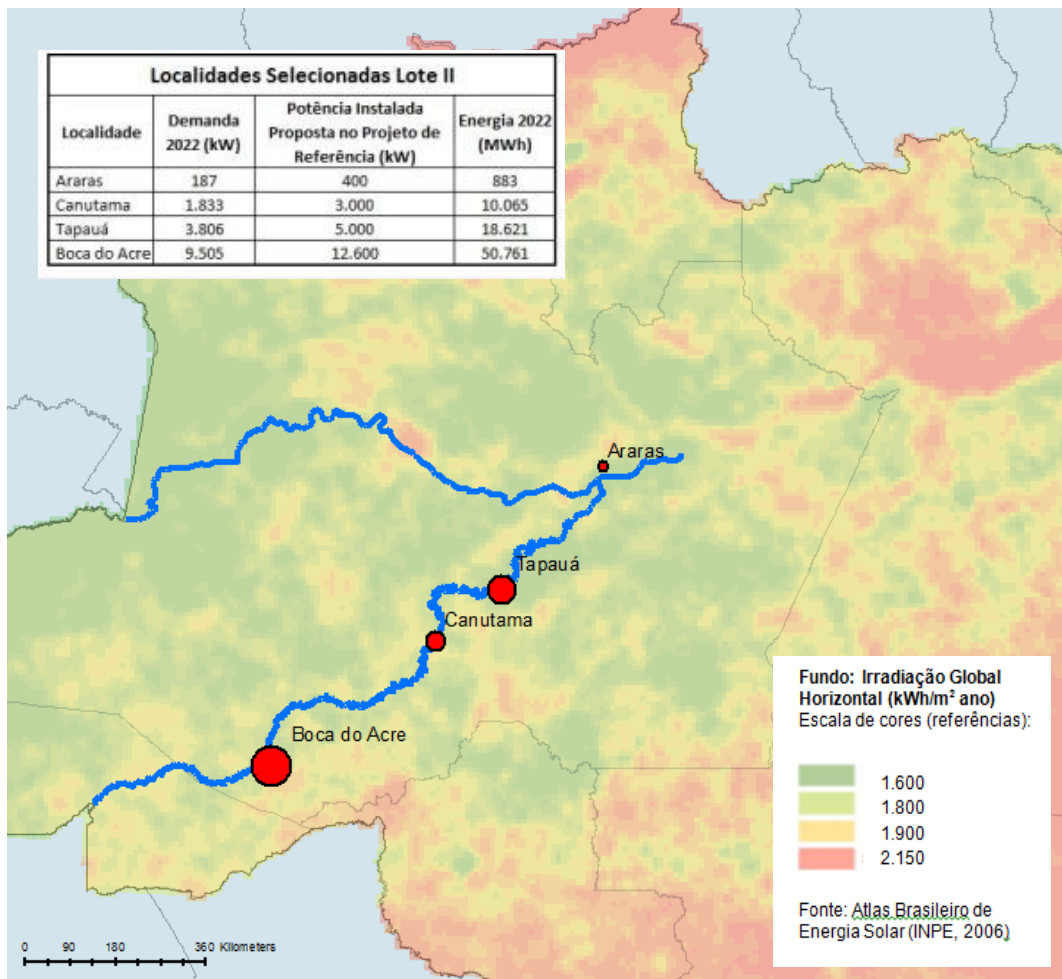 Localidades Selecionadas Lote II
Localidade
Demanda
2022 (kW)
Potência Instalada
Proposta no Projeto de
Referência (kW)
Energia 2022
(MWh)
Araras 187 400 883
Canutama 1.833 3.000 10.065
Tapauá 3.806 5.000 18.621
Boca do Acre 9.505 12.600 50.761
Araras
Tapauá
Canutama
Boca do Acre
Fundo: Irradiação Global
Horizontal (kWh/m² ano)
Escala de cores (referências):
1.600
1.800
1.900
2.150
Fonte: Atlas Brasileiro de
Energia Solar (INPE, 2006)
0 90 180 360 Kilometers